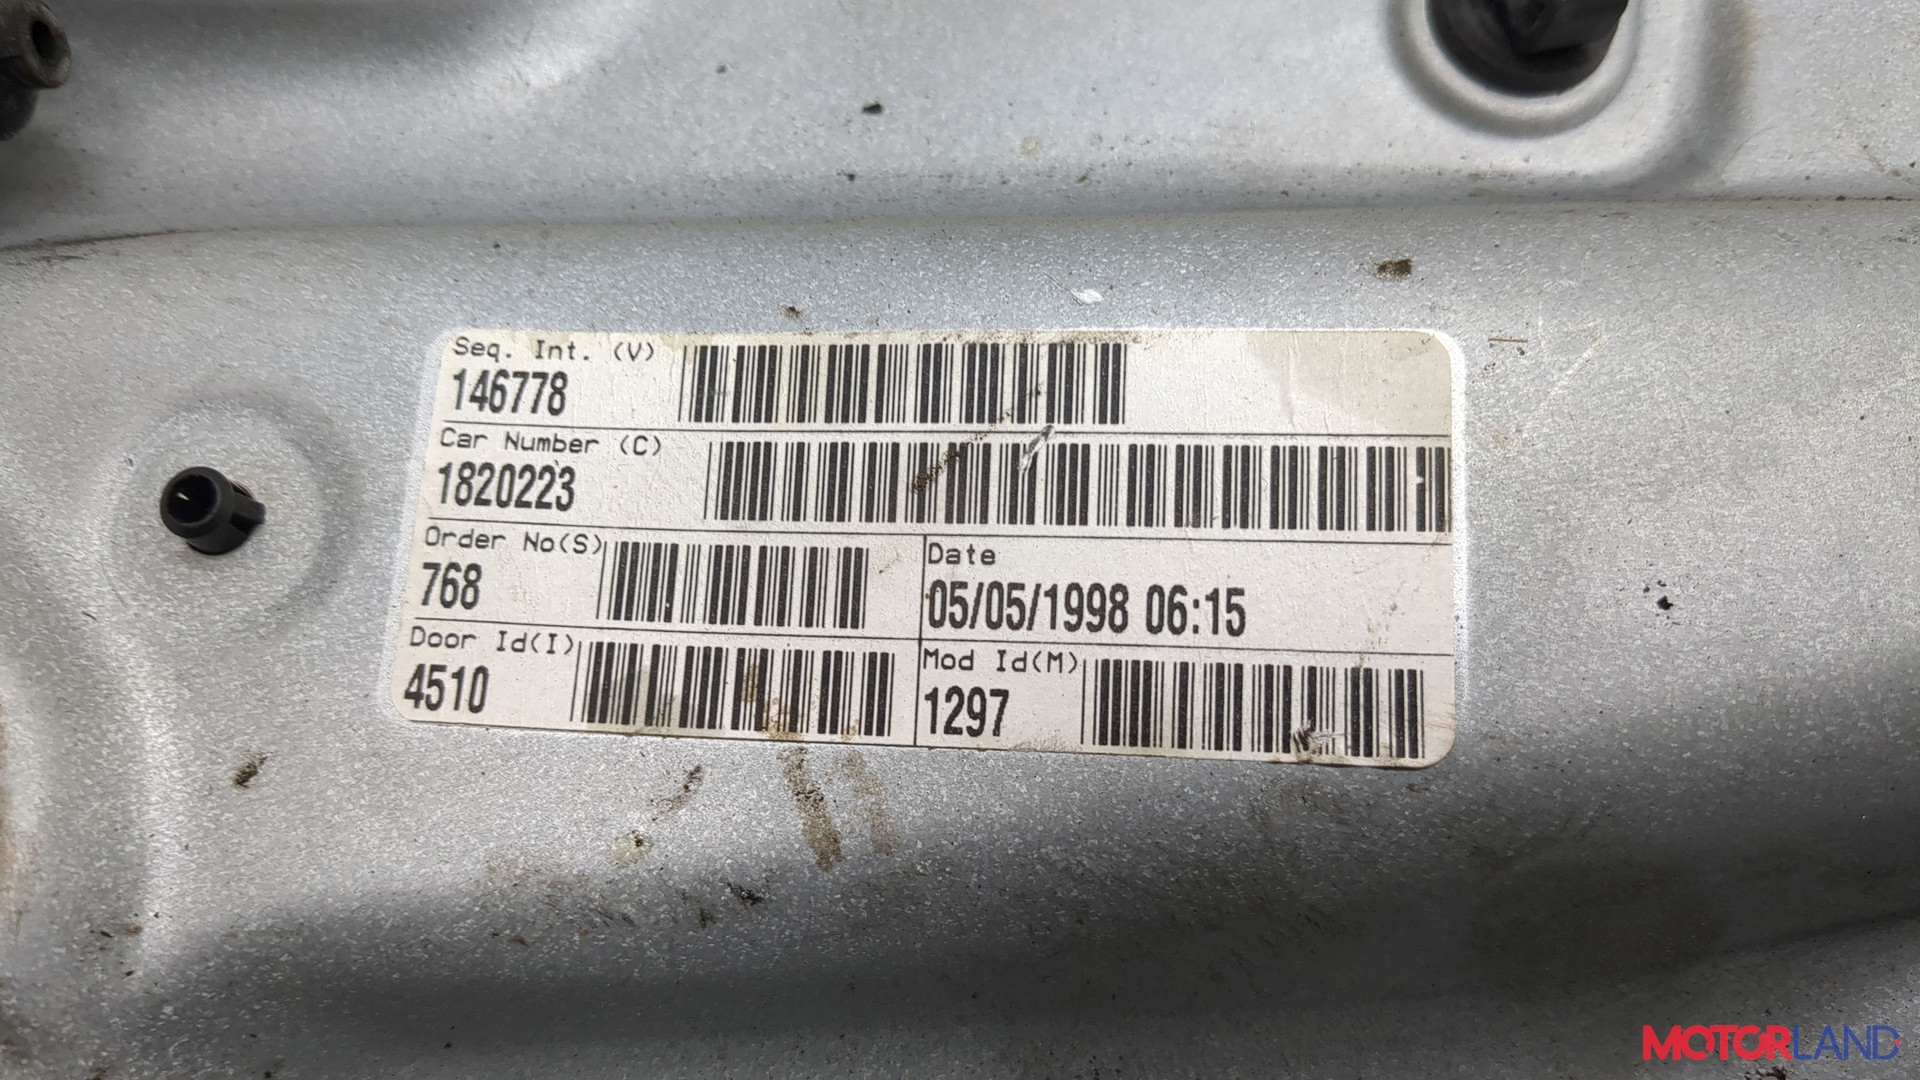 Seq. Int. (V)
146778
Car Number (C)
1820223
Order No(S)
768
Date
05/05/1998 06:15
Door Id(I)
4510
Mod Id(M)
1297
MOTORLAND